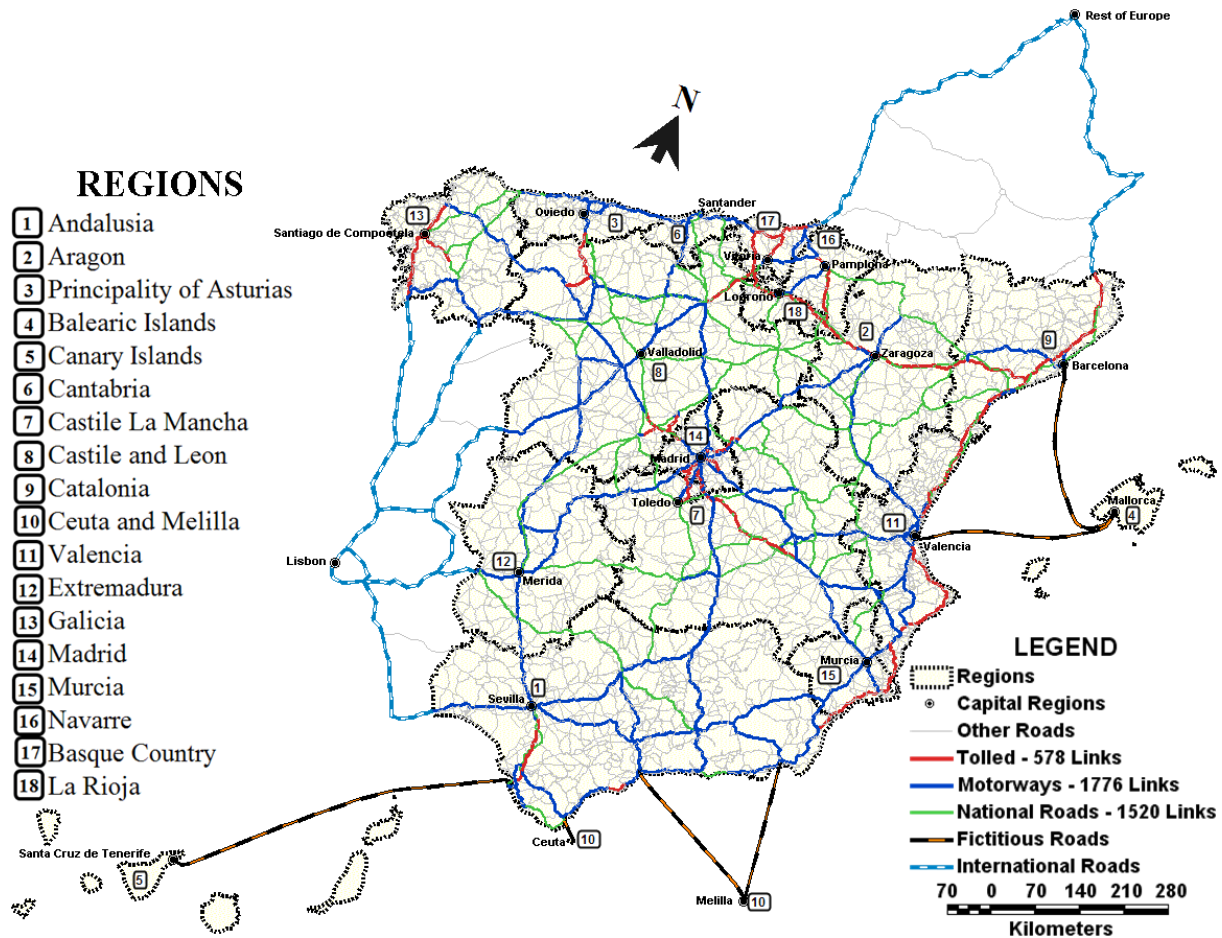 Rest of Europe
N
REGIONS
1 Andalusia
2 Aragon
3 Principality of Asturias
4 Balearic Islands
5 Canary Islands
6 Cantabria
7 Castile La Mancha
8 Castile and Leon
9 Catalonia
10 Ceuta and Melilla
11 Valencia
12 Extremadura
13 Galicia
14 Madrid
15 Murcia
16 Navarre
17 Basque Country
18 La Rioja
Santander
13
Oviedo
3
17
6
16
Santiago de Compostela
Vitoria
Pamplona
Logroño
18
2
9
Valladolid
Zaragoza
Barcelona
8
14
Madrid
Mallorca
4
Toledo
7
11
Valencia
Lisbon
12
Merida
Murcia
15
1
Sevilla
Ceuta
10
Santa Cruz de Tenerife
5
Melilla
10
LEGEND
Regions
Capital Regions
Other Roads
Tolled - 578 Links
Motorways - 1776 Links
National Roads - 1520 Links
Fictitious Roads
International Roads
70 0 70 140 210 280
Kilometers